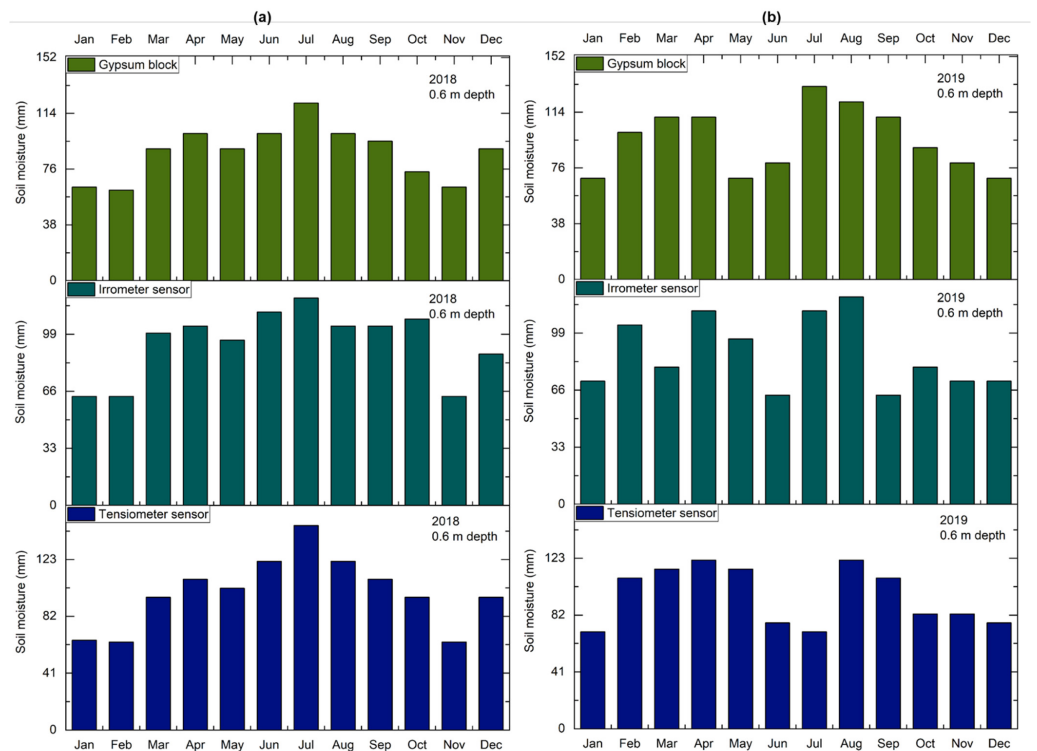 (a)
Jan Feb Mar Apr May Jun Jul Aug Sep Oct Nov Dec
152
Gypsum block
2018
0.6 m depth
114
76
38
0
Soil moisture (mm)
Irrometer sensor
2018
0.6 m depth
99
66
33
0
Soil moisture (mm)
Tensiometer sensor
2018
0.6 m depth
123
82
41
0
Soil moisture (mm)
Jan Feb Mar Apr May Jun Jul Aug Sep Oct Nov Dec
(b)
Jan Feb Mar Apr May Jun Jul Aug Sep Oct Nov Dec
152
Gypsum block
2019
0.6 m depth
114
76
38
0
Soil moisture (mm)
Irrometer sensor
2019
0.6 m depth
99
66
33
0
Soil moisture (mm)
Tensiometer sensor
2019
0.6 m depth
123
82
41
0
Soil moisture (mm)
Jan Feb Mar Apr May Jun Jul Aug Sep Oct Nov Dec